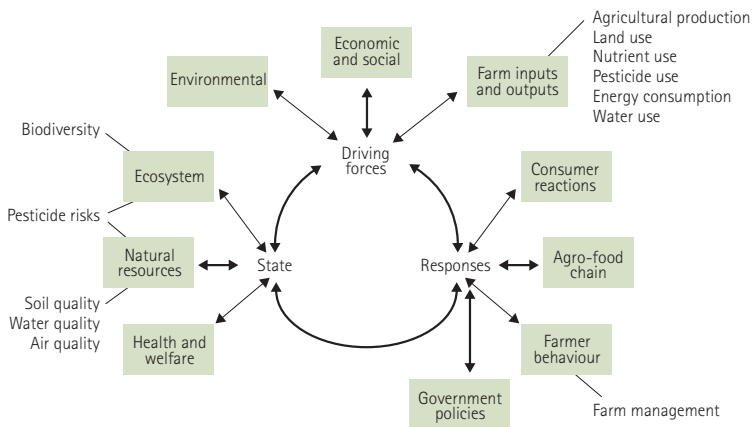 Economic
and social
Environmental
Farm inputs
and outputs
Agricultural production
Land use
Nutrient use
Pesticide use
Energy consumption
Water use
Driving
forces
Biodiversity
Ecosystem
Pesticide risks
Natural
resources
Soil quality
Water quality
Air quality
Health and
welfare
State
Responses
Consumer
reactions
Agro-food
chain
Farmer
behaviour
Farm management
Government
policies